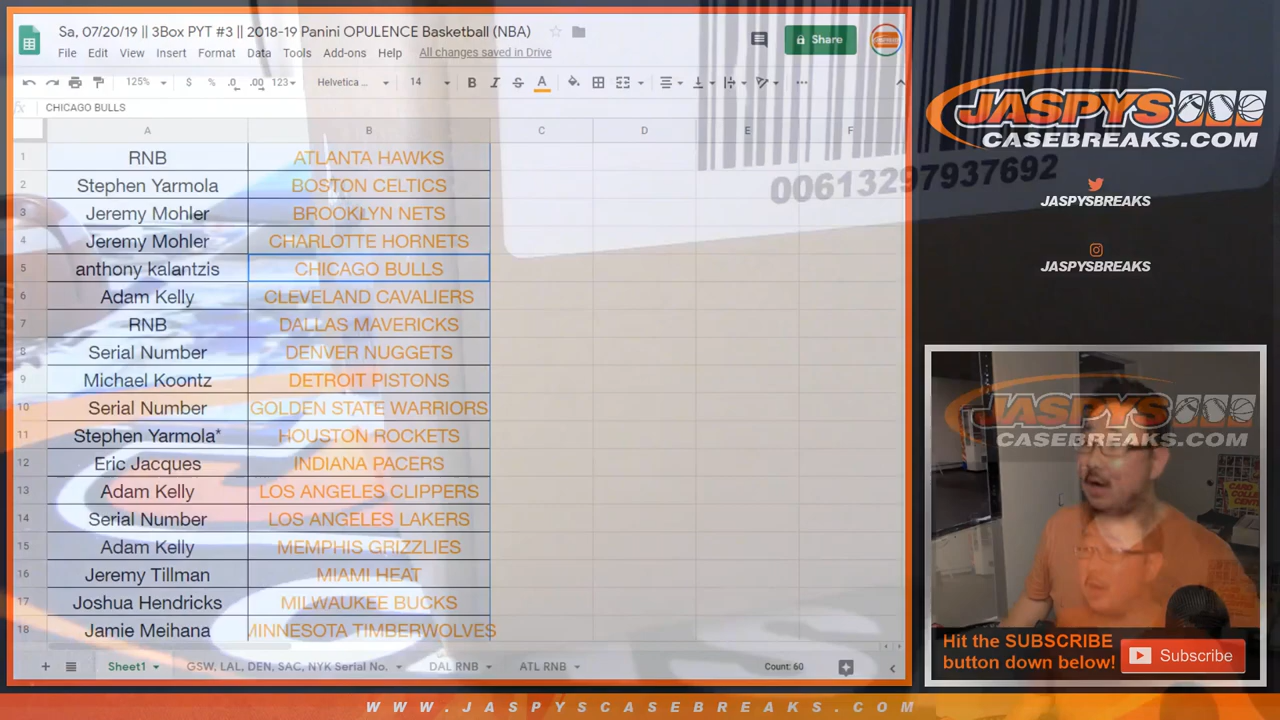 Sa, 07/20/19 || 3Box PYT #3 || 2018-19 Panini OPULENCE Basketball (NBA)
File Edit View Insert Format Data Tools Add-ons Help All changes saved in Drive
Share
125% $ % .0 .00 123 Helvetica ... 14 B I S A
fx CHICAGO BULLS
A B C D E F
1 RNB ATLANTA HAWKS
2 Stephen Yarmola BOSTON CELTICS
3 Jeremy Mohler BROOKLYN NETS
4 Jeremy Mohler CHARLOTTE HORNETS
5 anthony kalantzis CHICAGO BULLS
6 Adam Kelly CLEVELAND CAVALIERS
7 RNB DALLAS MAVERICKS
8 Serial Number DENVER NUGGETS
9 Michael Koontz DETROIT PISTONS
10 Serial Number GOLDEN STATE WARRIORS
11 Stephen Yarmola* HOUSTON ROCKETS
12 Eric Jacques INDIANA PACERS
13 Adam Kelly LOS ANGELES CLIPPERS
14 Serial Number LOS ANGELES LAKERS
15 Adam Kelly MEMPHIS GRIZZLIES
16 Jeremy Tillman MIAMI HEAT
17 Joshua Hendricks MILWAUKEE BUCKS
18 Jamie Meihana MINNESOTA TIMBERWOLVES
Sheet1 GSW, LAL, DEN, SAC, NYK Serial No. DAL RNB ATL RNB Count: 60
00613297937692
JASPYS
CASEBREAKS.COM
JASPYSBREAKS
JASPYSBREAKS
JASPYS
CASEBREAKS.COM
CARD
COLLECTOR
CENTER
Hit the SUBSCRIBE
button down below!
Subscribe
WWW.JASPYSCASEBREAKS.COM